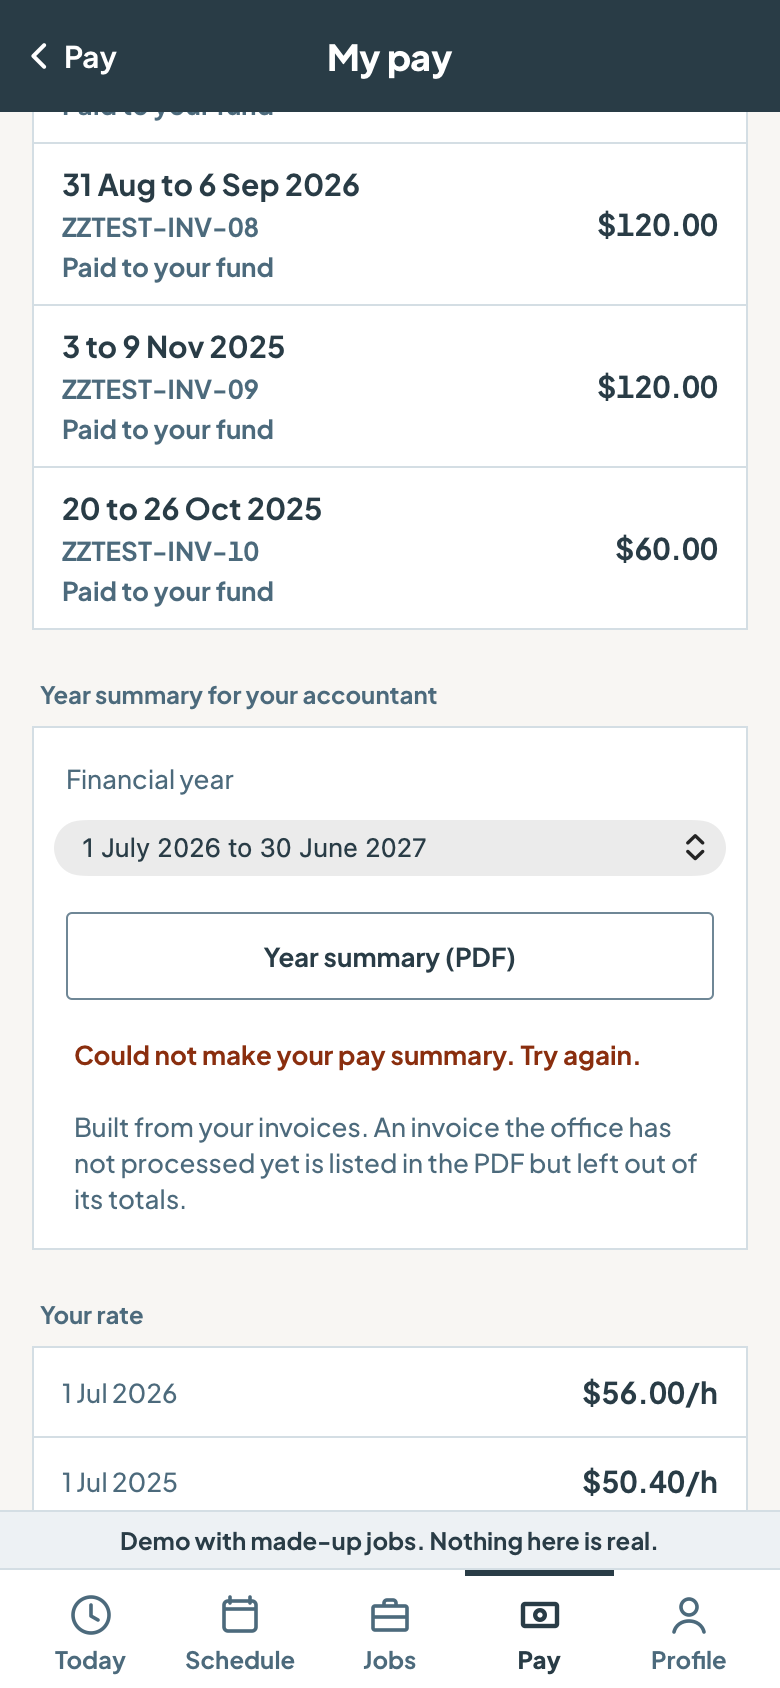 Pay
My pay
Paid to your fund
31 Aug to 6 Sep 2026
ZZTEST-INV-08
$120.00
Paid to your fund
3 to 9 Nov 2025
ZZTEST-INV-09
$120.00
Paid to your fund
20 to 26 Oct 2025
ZZTEST-INV-10
$60.00
Paid to your fund
Year summary for your accountant
Financial year
1 July 2026 to 30 June 2027
Year summary (PDF)
Could not make your pay summary. Try again.
Built from your invoices. An invoice the office has
not processed yet is listed in the PDF but left out of
its totals.
Your rate
1 Jul 2026 $56.00/h
1 Jul 2025 $50.40/h
Demo with made-up jobs. Nothing here is real.
Today Schedule Jobs Pay Profile